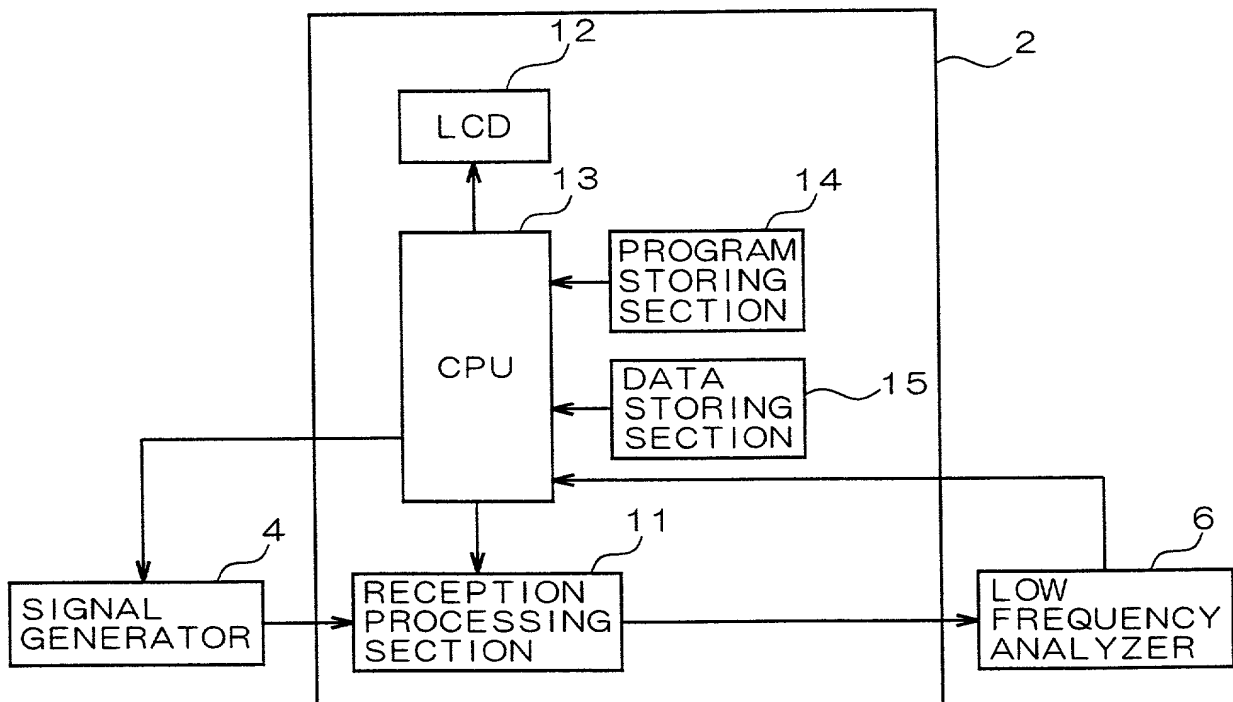 12
2
LCD
13
14
PROGRAM
STORING
SECTION
CPU
DATA
STORING
SECTION
15
4
11
6
SIGNAL
GENERATOR
RECEPTION
PROCESSING
SECTION
LOW
FREQUENCY
ANALYZER